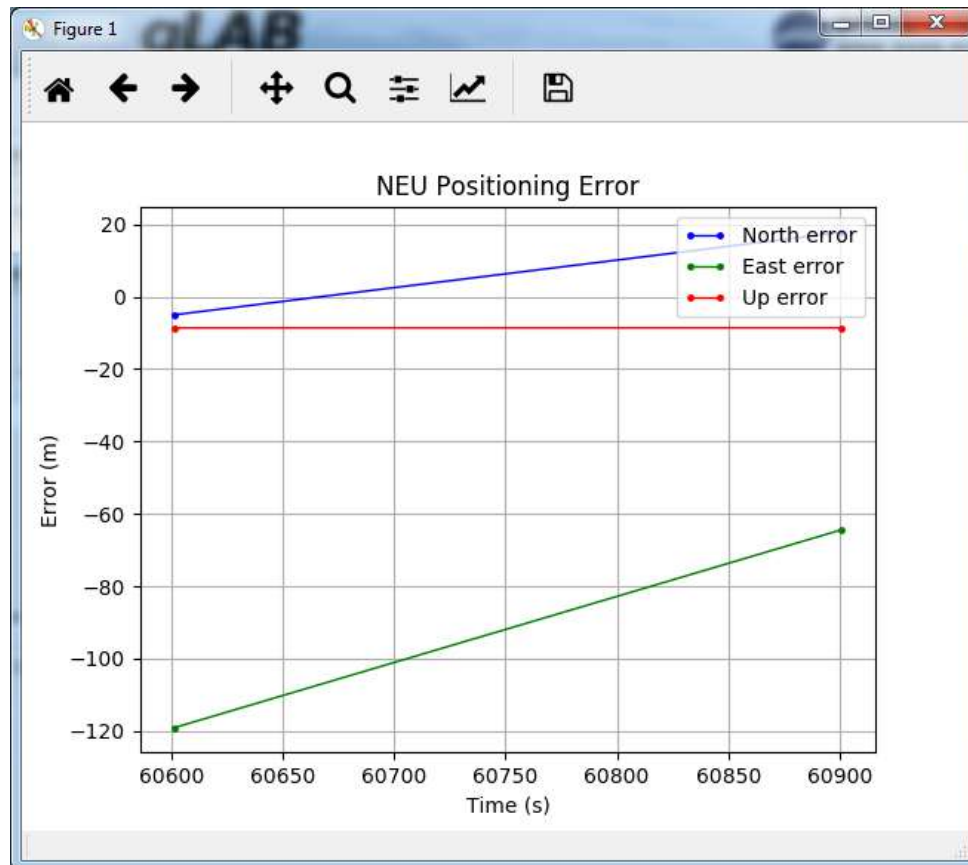 Figure 1
gLAB
NEU Positioning Error
North error
East error
Up error
Error (m)
20
0
−20
−40
−60
−80
−100
−120
60600 60650 60700 60750 60800 60850 60900
Time (s)